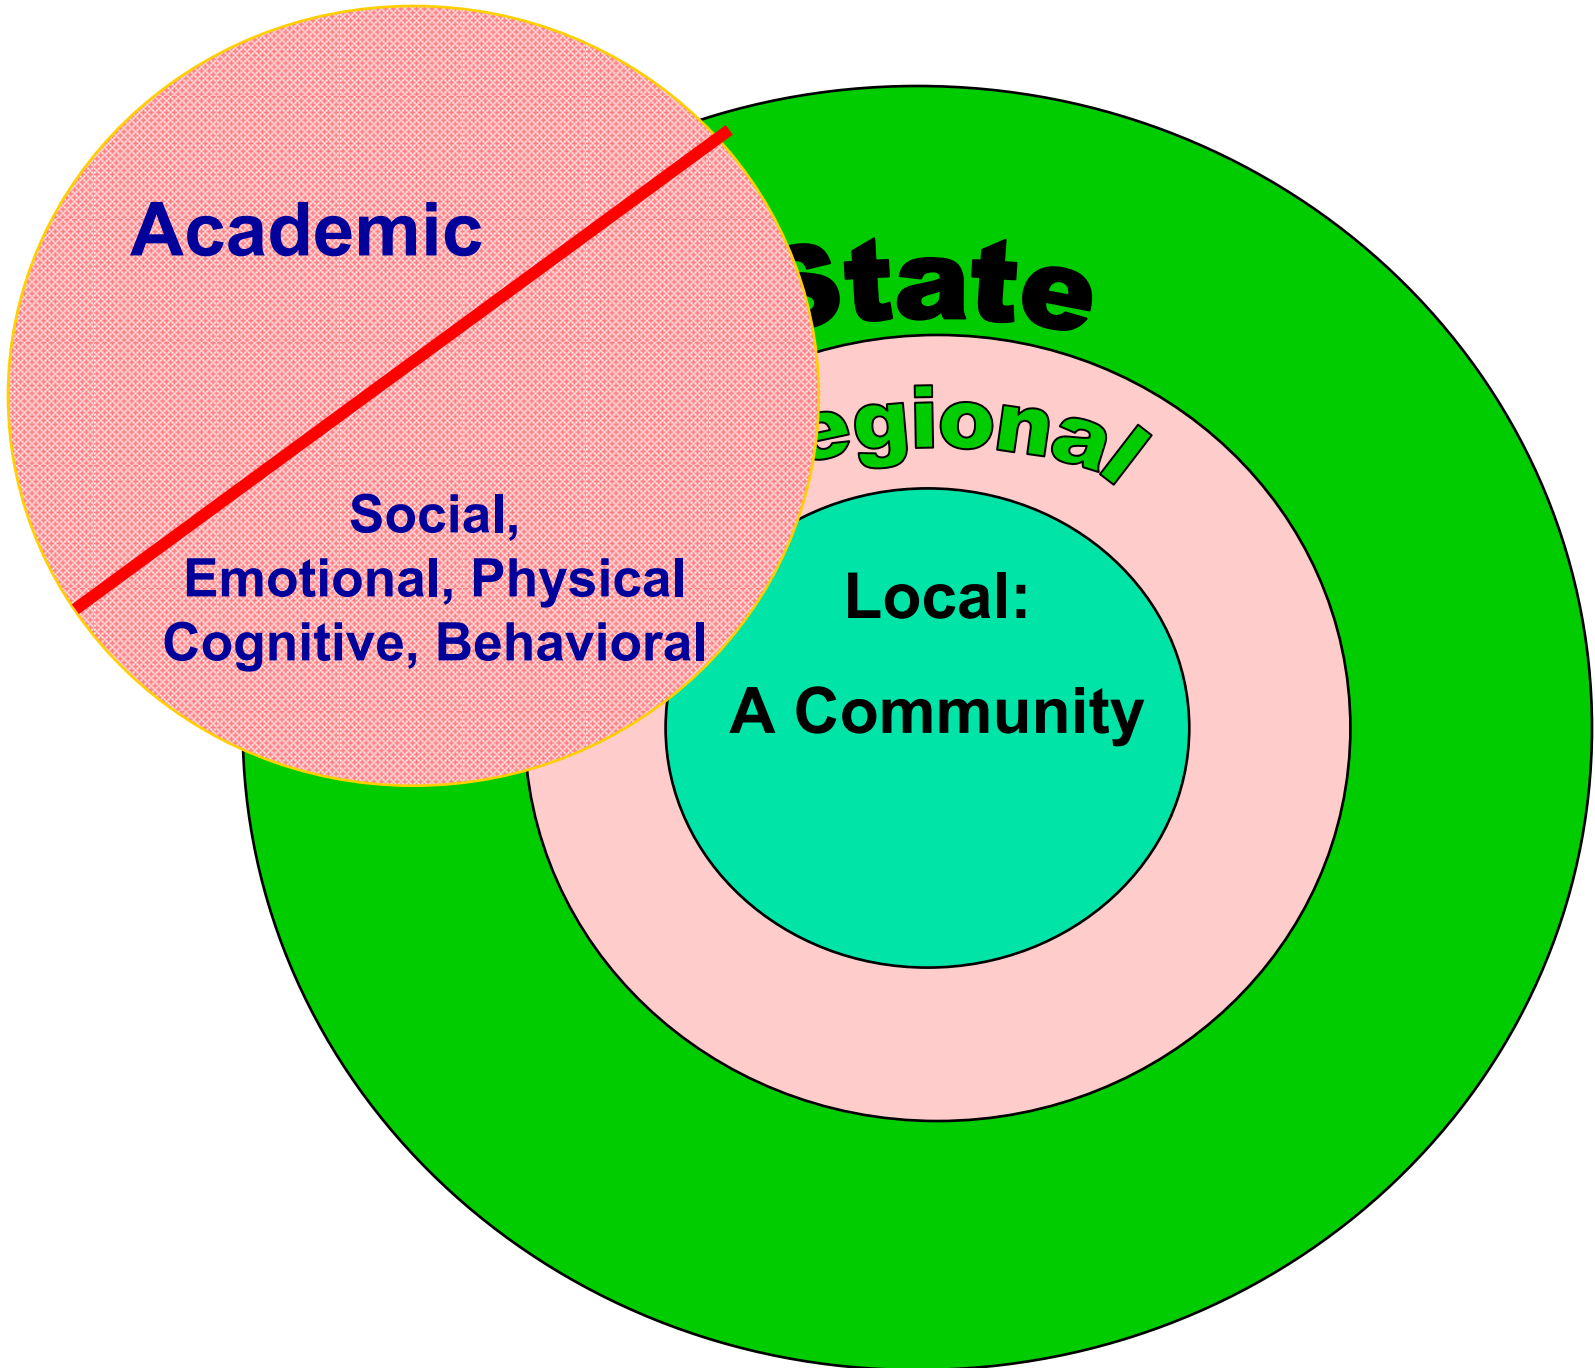 Academic
State
egional
Social,
Emotional, Physical
Cognitive, Behavioral
Local:
A Community